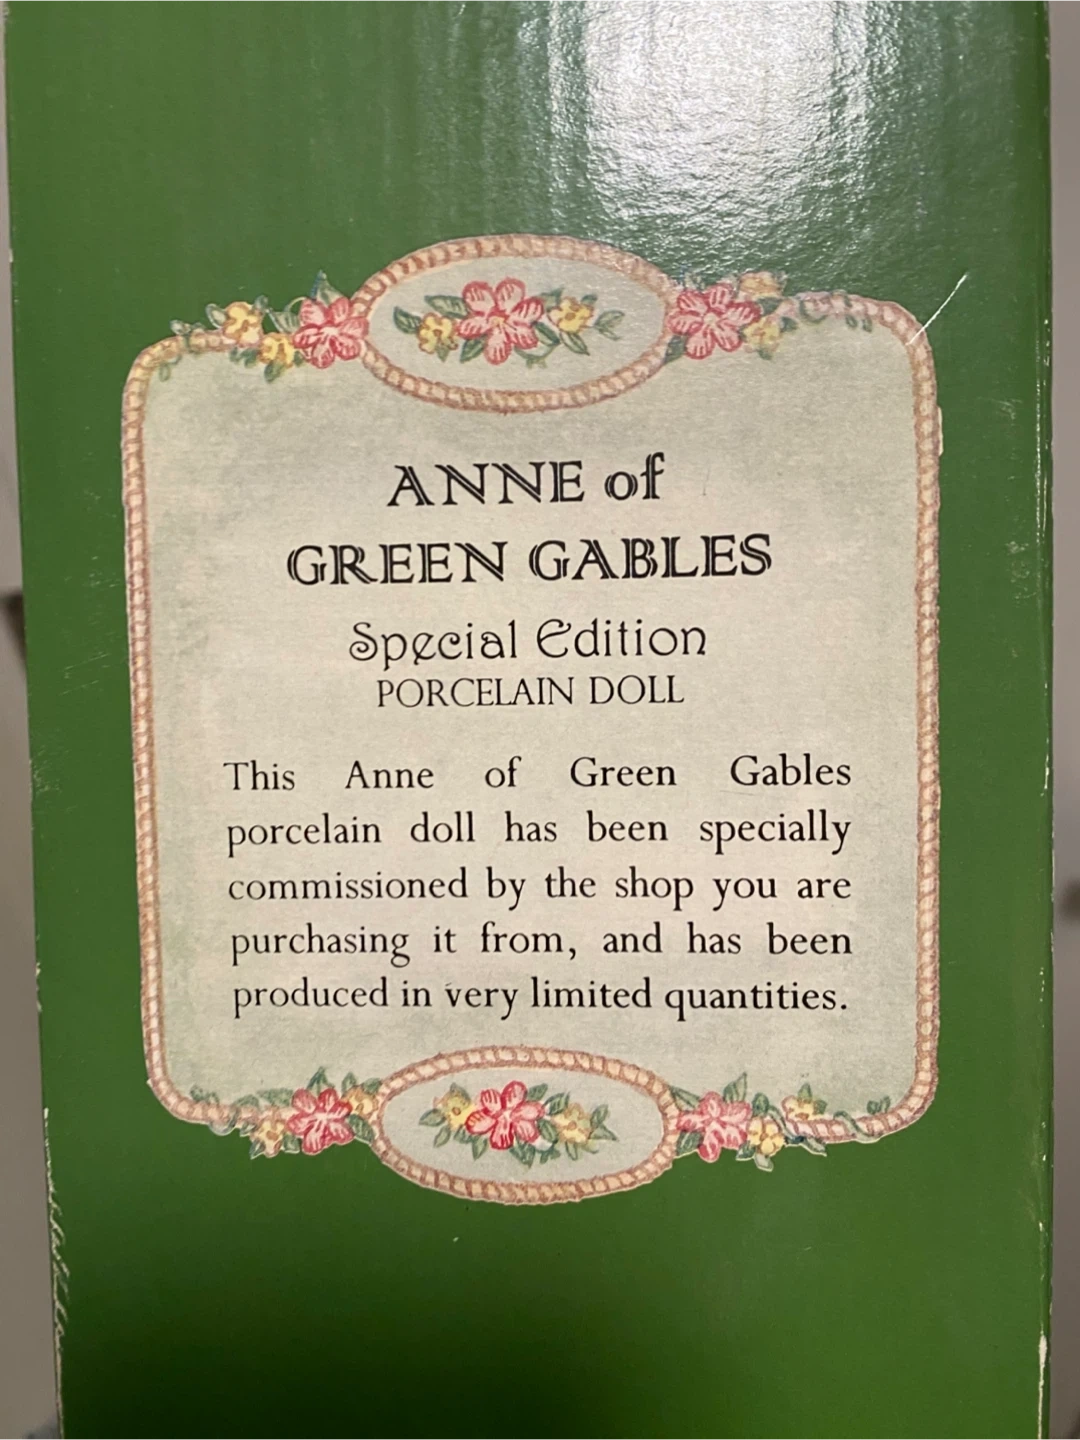 ANNE of
GREEN GABLES
Special Edition
PORCELAIN DOLL
This Anne of Green Gables
porcelain doll has been specially
commissioned by the shop you are
purchasing it from, and has been
produced in very limited quantities.